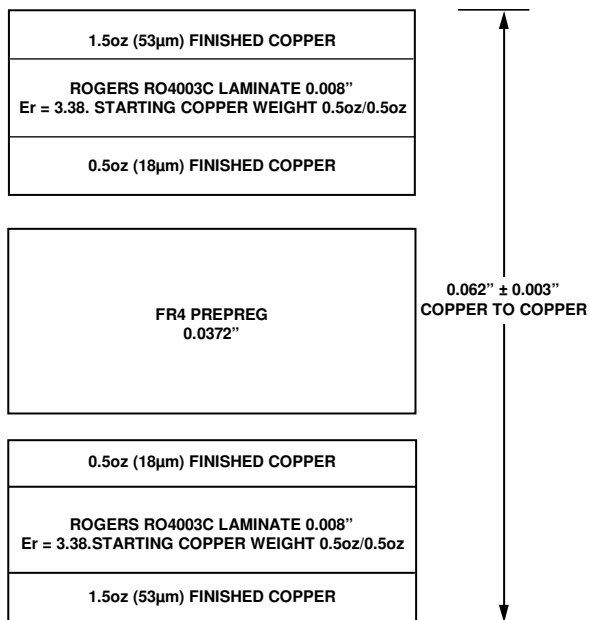 1.5oz (53µm) FINISHED COPPER
ROGERS RO4003C LAMINATE 0.008”
Er = 3.38. STARTING COPPER WEIGHT 0.5oz/0.5oz
0.5oz (18µm) FINISHED COPPER
FR4 PREPREG
0.0372”
0.062” ± 0.003”
COPPER TO COPPER
0.5oz (18µm) FINISHED COPPER
ROGERS RO4003C LAMINATE 0.008”
Er = 3.38.STARTING COPPER WEIGHT 0.5oz/0.5oz
1.5oz (53µm) FINISHED COPPER